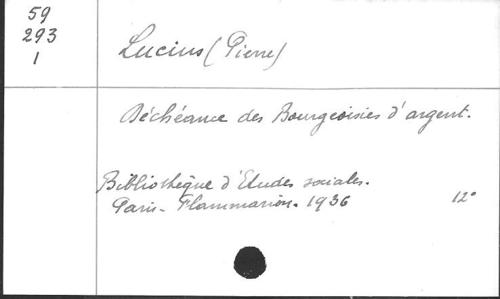 59
293
1
Lucius (Pierre)
Déchéance des Bourgeoisies d'argent.
Bibliothèque d'Etudes sociales.
Paris - Flammarion. 1936 12°